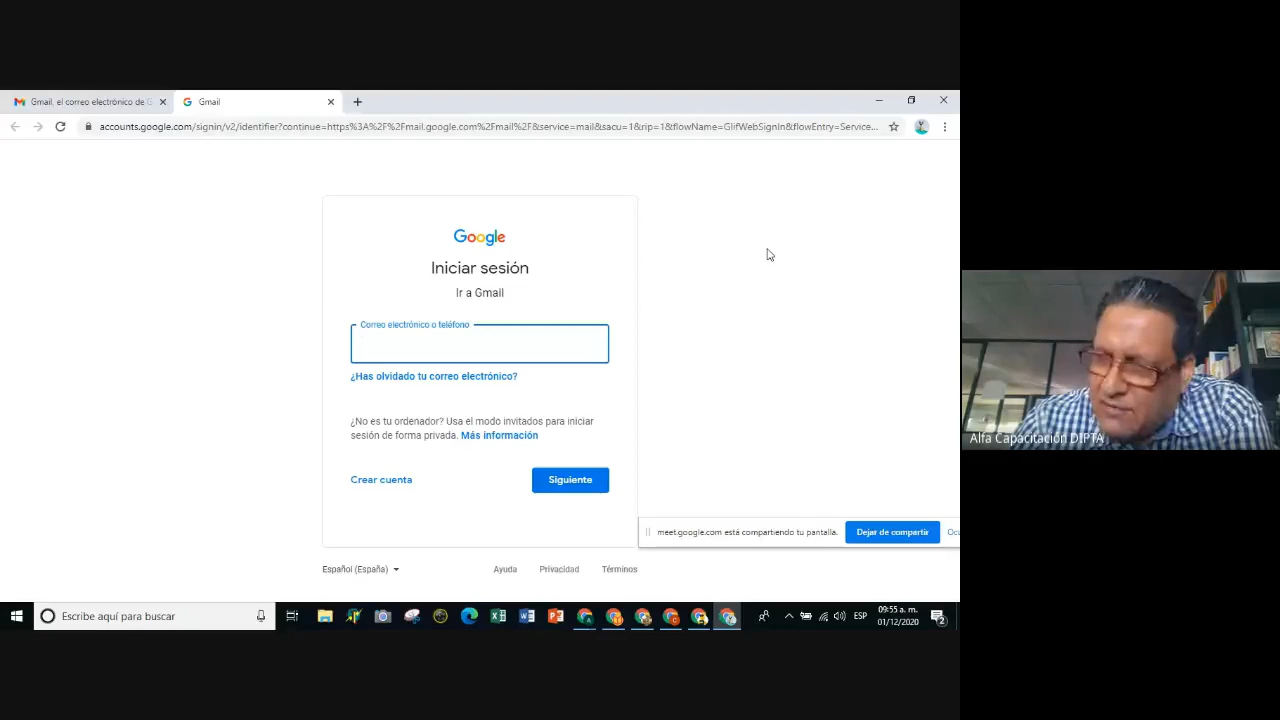 Gmail, el correo electrónico de G
Gmail
accounts.google.com/signin/v2/identifier?continue=https%3A%2F%2Fmail.google.com%2Fmail%2F&service=mail&sacu=1&rip=1&flowName=GlifWebSignIn&flowEntry=Service...
Google
Iniciar sesión
Ir a Gmail
Correo electrónico o teléfono
¿Has olvidado tu correo electrónico?
¿No es tu ordenador? Usa el modo invitados para iniciar
sesión de forma privada. Más información
Crear cuenta
Siguiente
Alfa Capacitación DIPTA
meet.google.com está compartiendo tu pantalla.
Dejar de compartir
Ocu
Español (España)
Ayuda
Privacidad
Términos
Escribe aquí para buscar
ESP
09:55 a. m.
01/12/2020
2